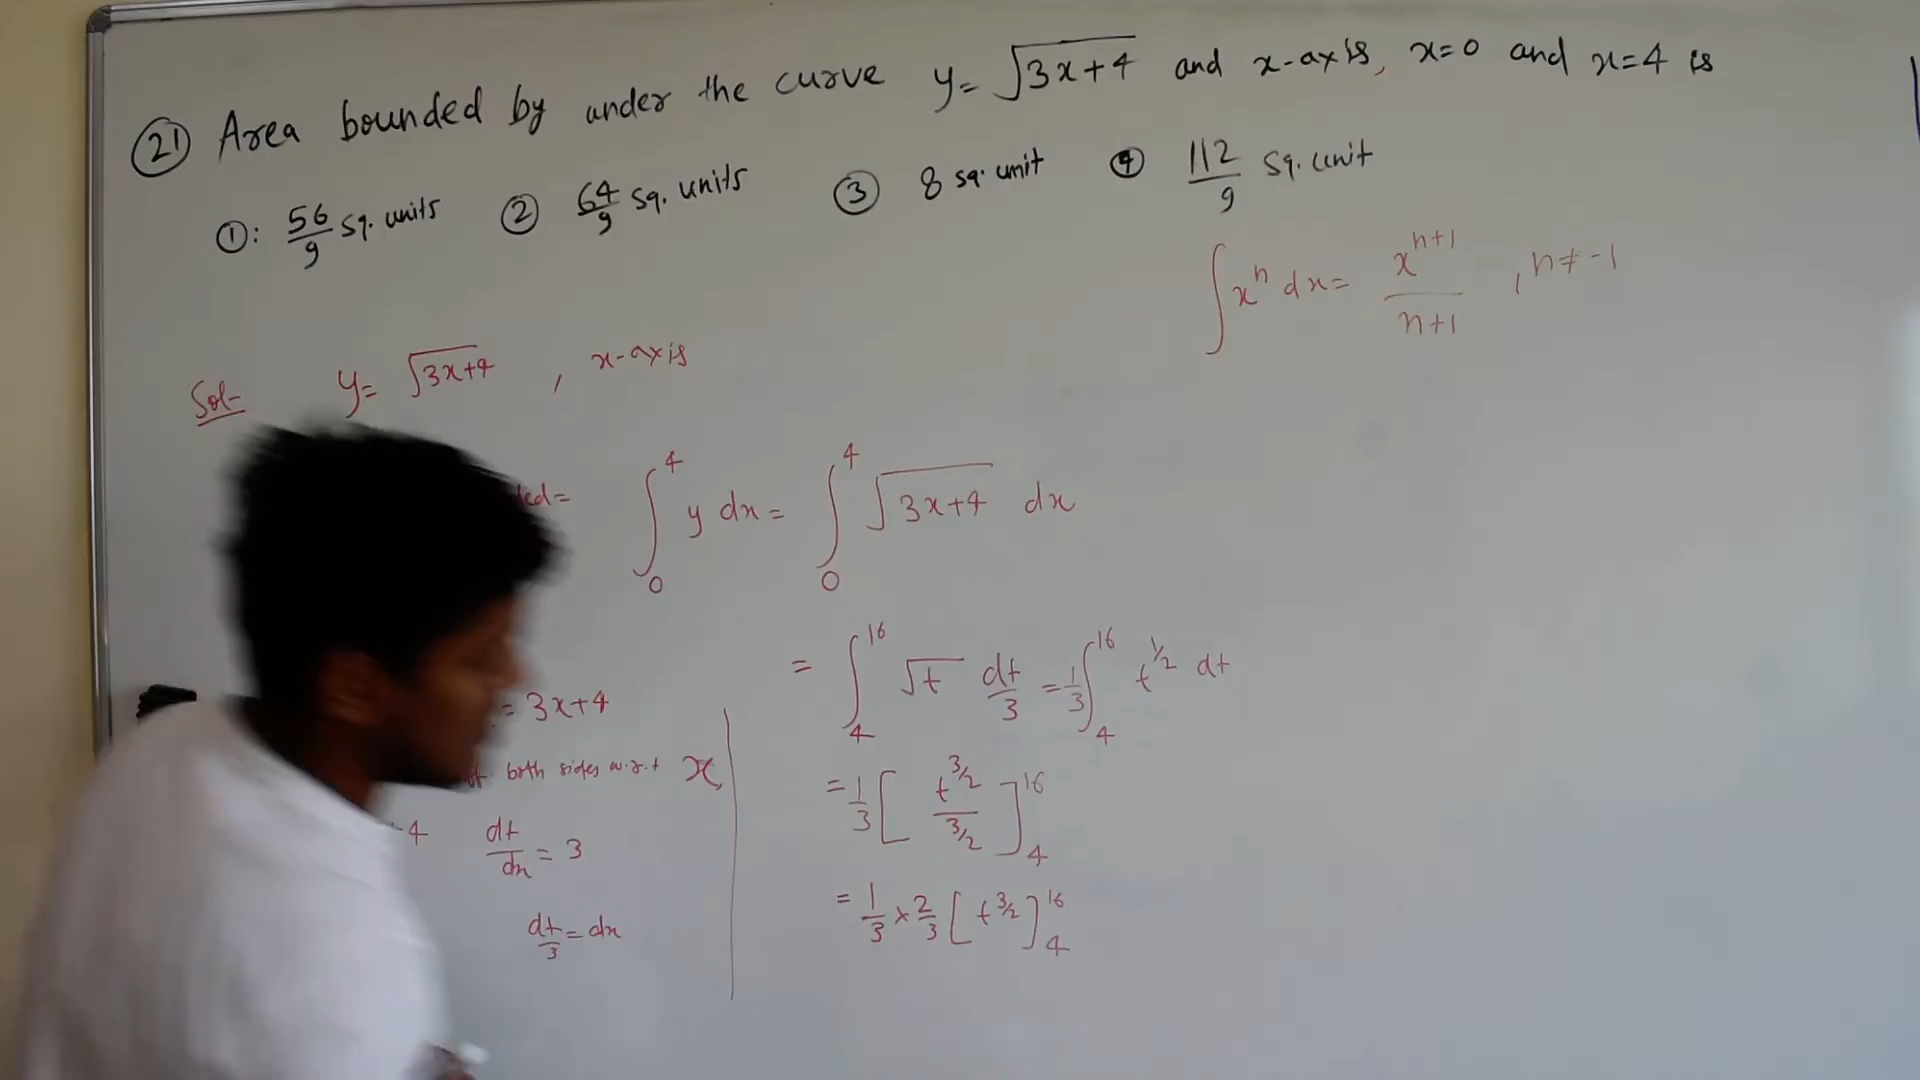 (21) Area bounded by under the curve y = √(3x+4) and x-axis, x=0 and x=4 is
①: 56/9 sq. units ② 64/9 sq. units ③ 8 sq. unit ④ 112/9 sq. unit
∫ xⁿ dx = xⁿ⁺¹/(n+1) , n ≠ -1
Sol- y = √(3x+4) , x-axis
= ∫₀⁴ y dx = ∫₀⁴ √(3x+4) dx
= ∫₄¹⁶ √t dt/3 = 1/3 ∫₄¹⁶ t^(1/2) dt
= 3x+4
both sides w.r.t x,
= 1/3 [ t^(3/2) / (3/2) ]₄¹⁶
dt/dx = 3
= 1/3 × 2/3 [ t^(3/2) ]₄¹⁶
dt/3 = dx